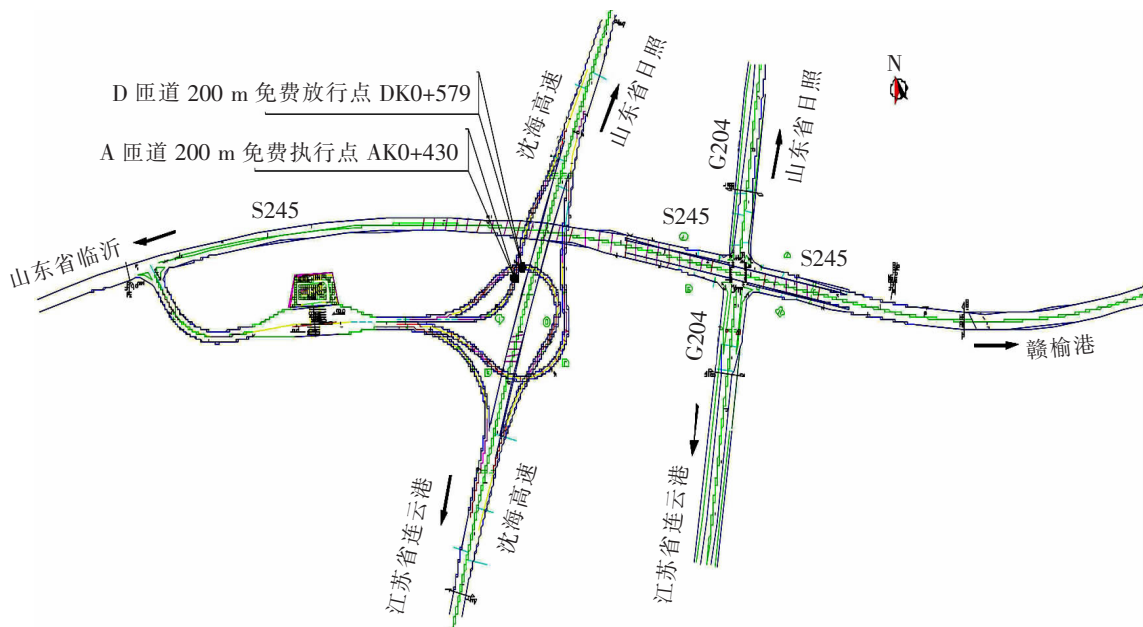 沈海高速
山东省日照
N
D 匝道 200 m 免费放行点 DK0+579
G204
山东省日照
A 匝道 200 m 免费执行点 AK0+430
S245
S245
S245
山东省临沂
G204
赣榆港
江苏省连云港
沈海高速
江苏省连云港